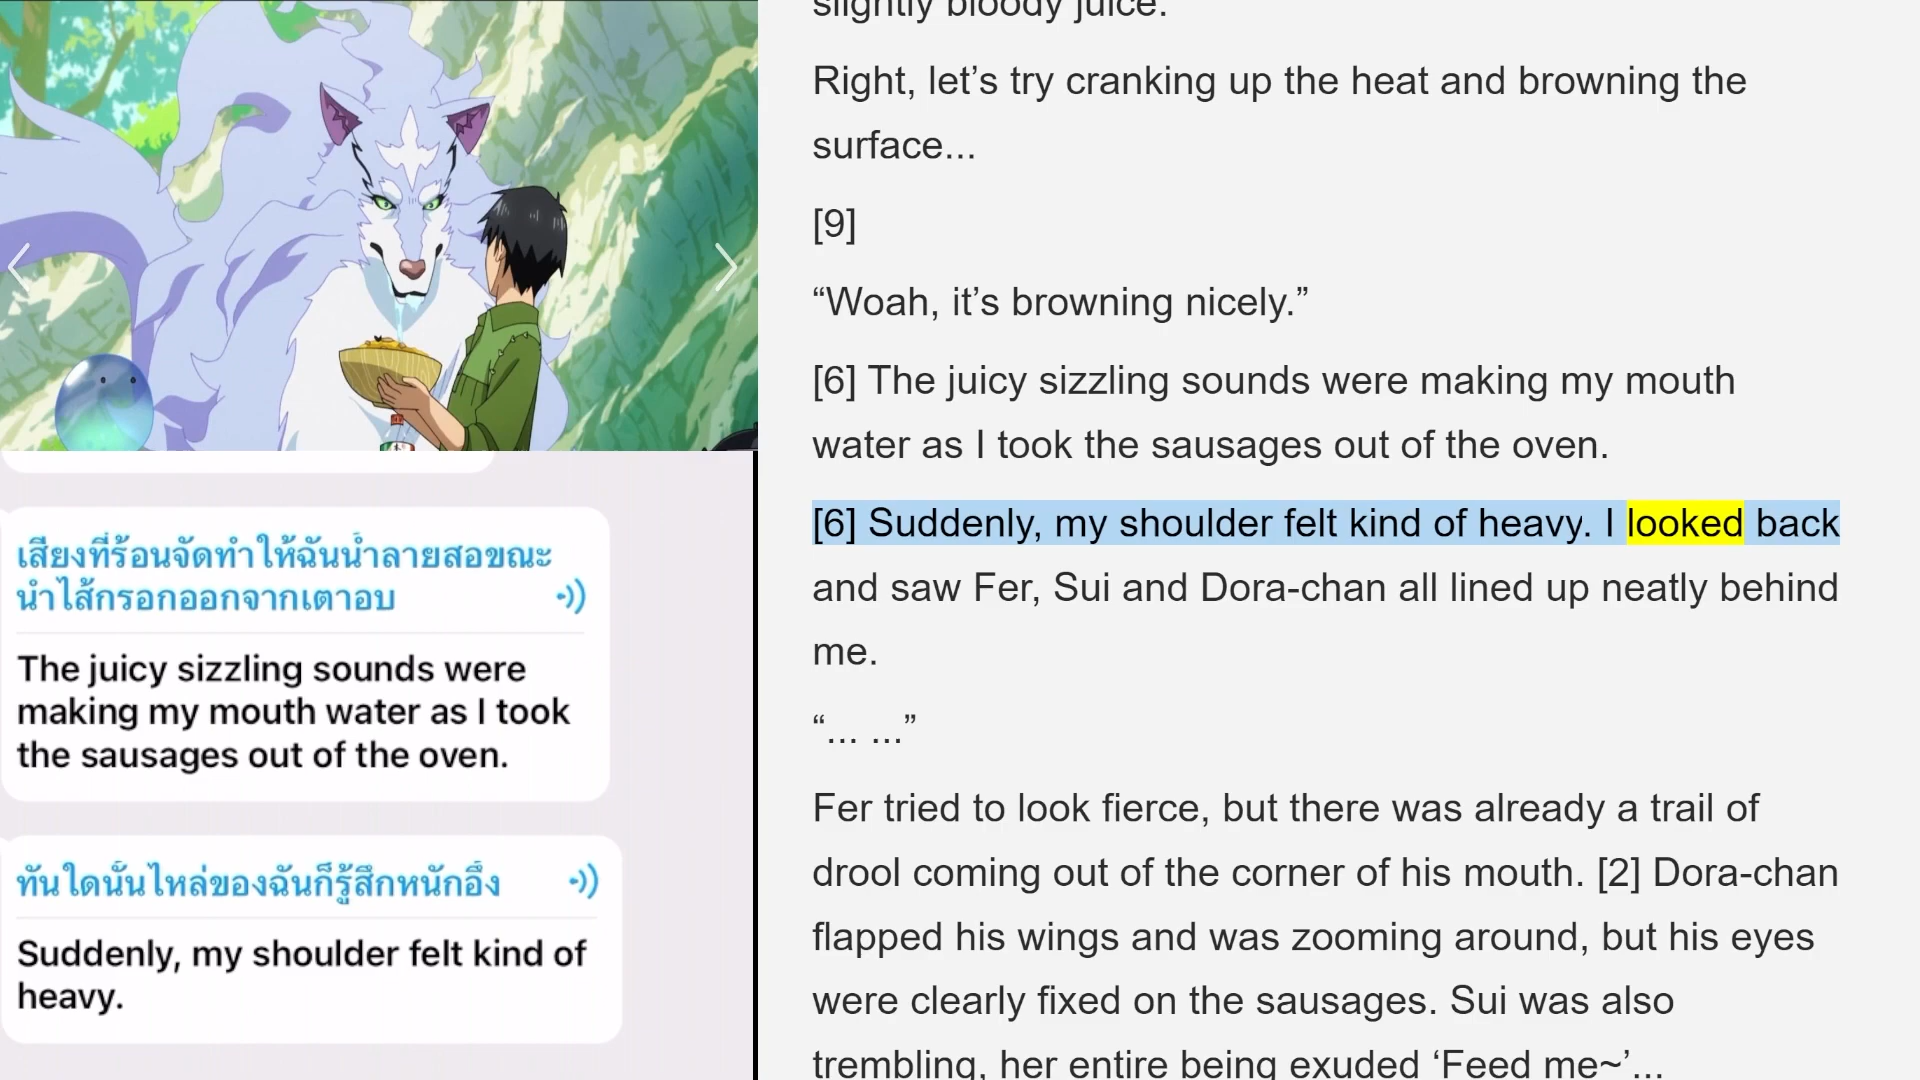 เสียงที่ร้อนจัดทำให้ฉันน้ำลายสอขณะ
นำไส้กรอกออกจากเตาอบ
The juicy sizzling sounds were
making my mouth water as I took
the sausages out of the oven.
ทันใดนั้นไหล่ของฉันก็รู้สึกหนักอึ้ง
Suddenly, my shoulder felt kind of
heavy.
slightly bloody juice.
Right, let’s try cranking up the heat and browning the
surface...
[9]
“Woah, it’s browning nicely.”
[6] The juicy sizzling sounds were making my mouth
water as I took the sausages out of the oven.
[6] Suddenly, my shoulder felt kind of heavy. I looked back
and saw Fer, Sui and Dora-chan all lined up neatly behind
me.
“... ...”
Fer tried to look fierce, but there was already a trail of
drool coming out of the corner of his mouth. [2] Dora-chan
flapped his wings and was zooming around, but his eyes
were clearly fixed on the sausages. Sui was also
trembling, her entire being exuded ‘Feed me~’...